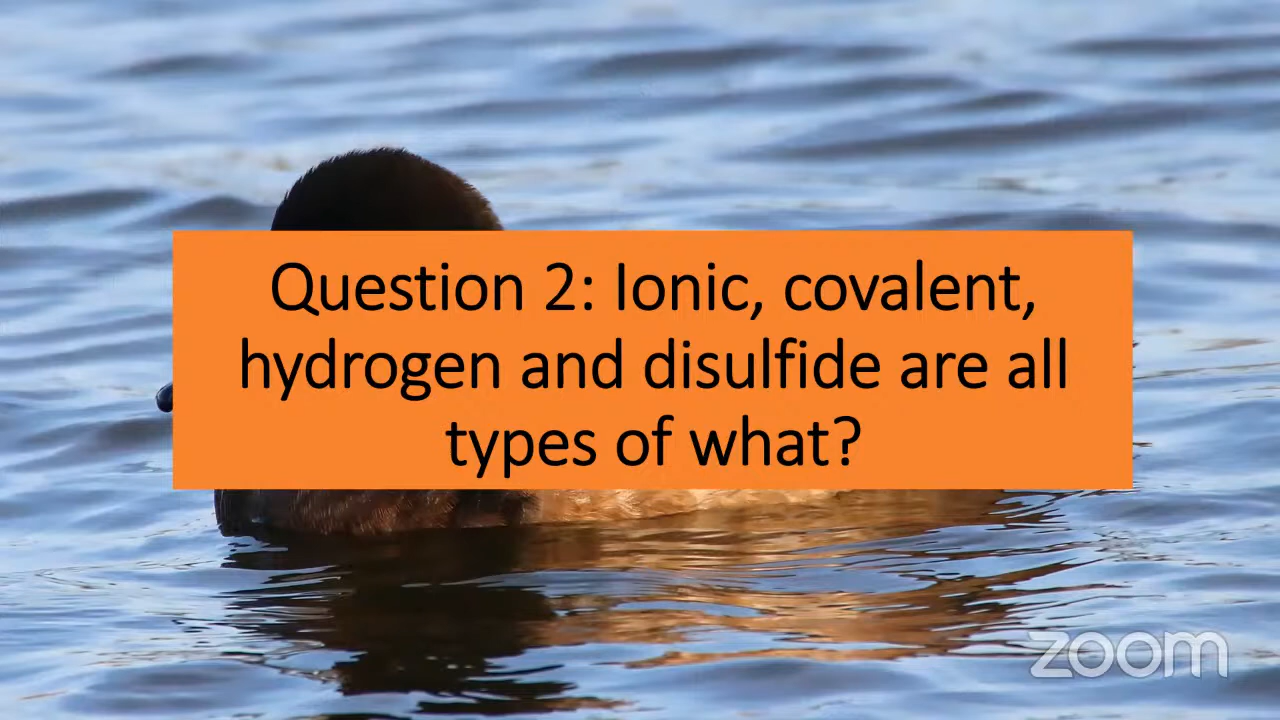 Question 2: Ionic, covalent,
hydrogen and disulfide are all
types of what?
zoom